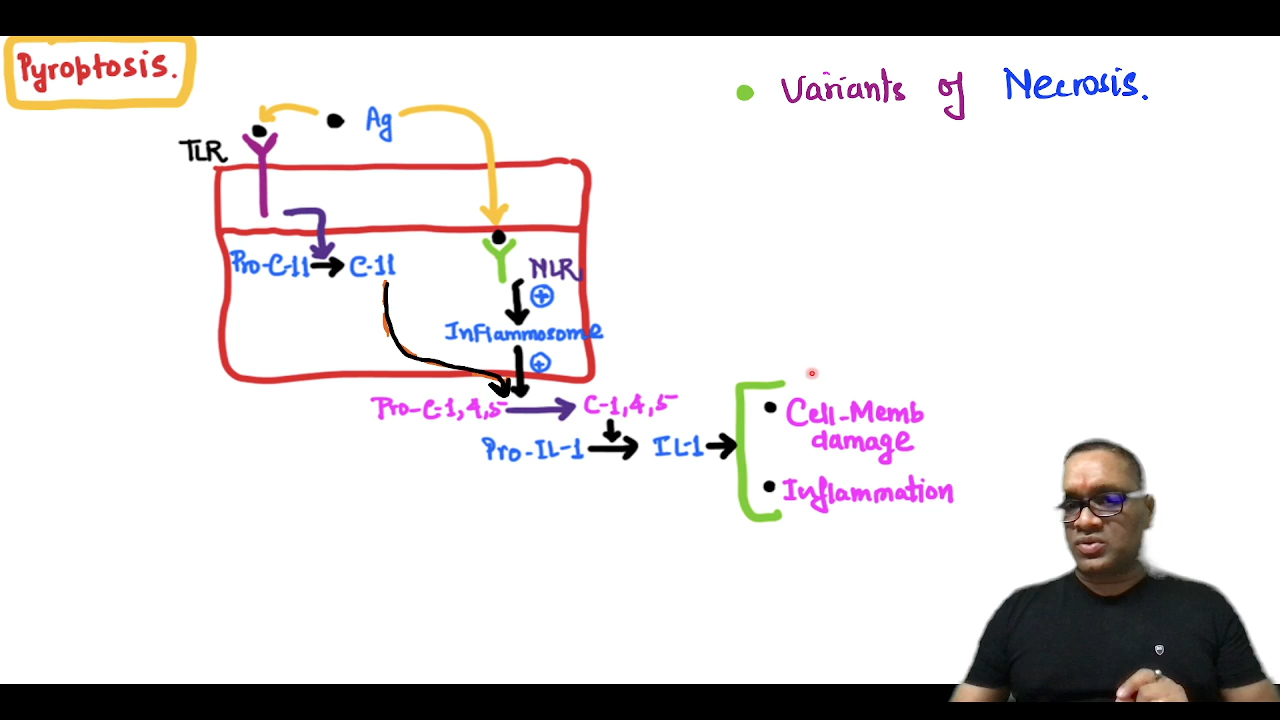 Pyroptosis.
• Variants of Necrosis.
Ag
TLR
Pro-C-11 → C-11
NLR
+
Inflammosome
+
Pro-C-1,4,5 → C-1,4,5
Pro-IL-1 → IL-1 →
• Cell-Memb
damage
• Inflammation